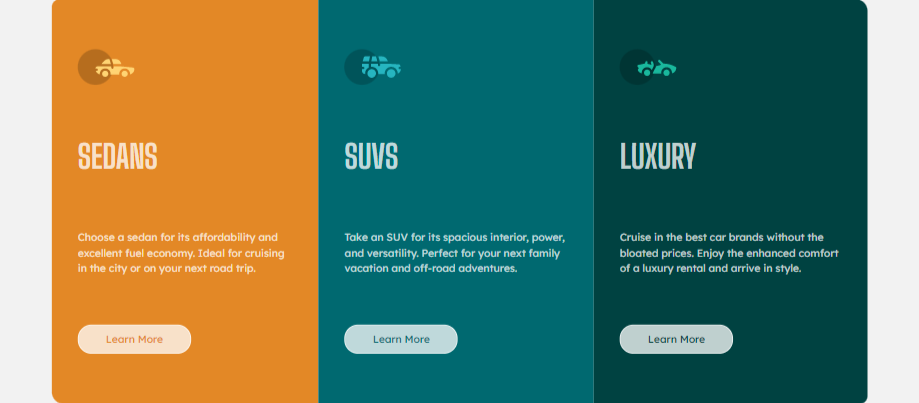 SEDANS
Choose a sedan for its affordability and
excellent fuel economy. Ideal for cruising
in the city or on your next road trip.
Learn More
SUVS
Take an SUV for its spacious interior, power,
and versatility. Perfect for your next family
vacation and off-road adventures.
Learn More
LUXURY
Cruise in the best car brands without the
bloated prices. Enjoy the enhanced comfort
of a luxury rental and arrive in style.
Learn More